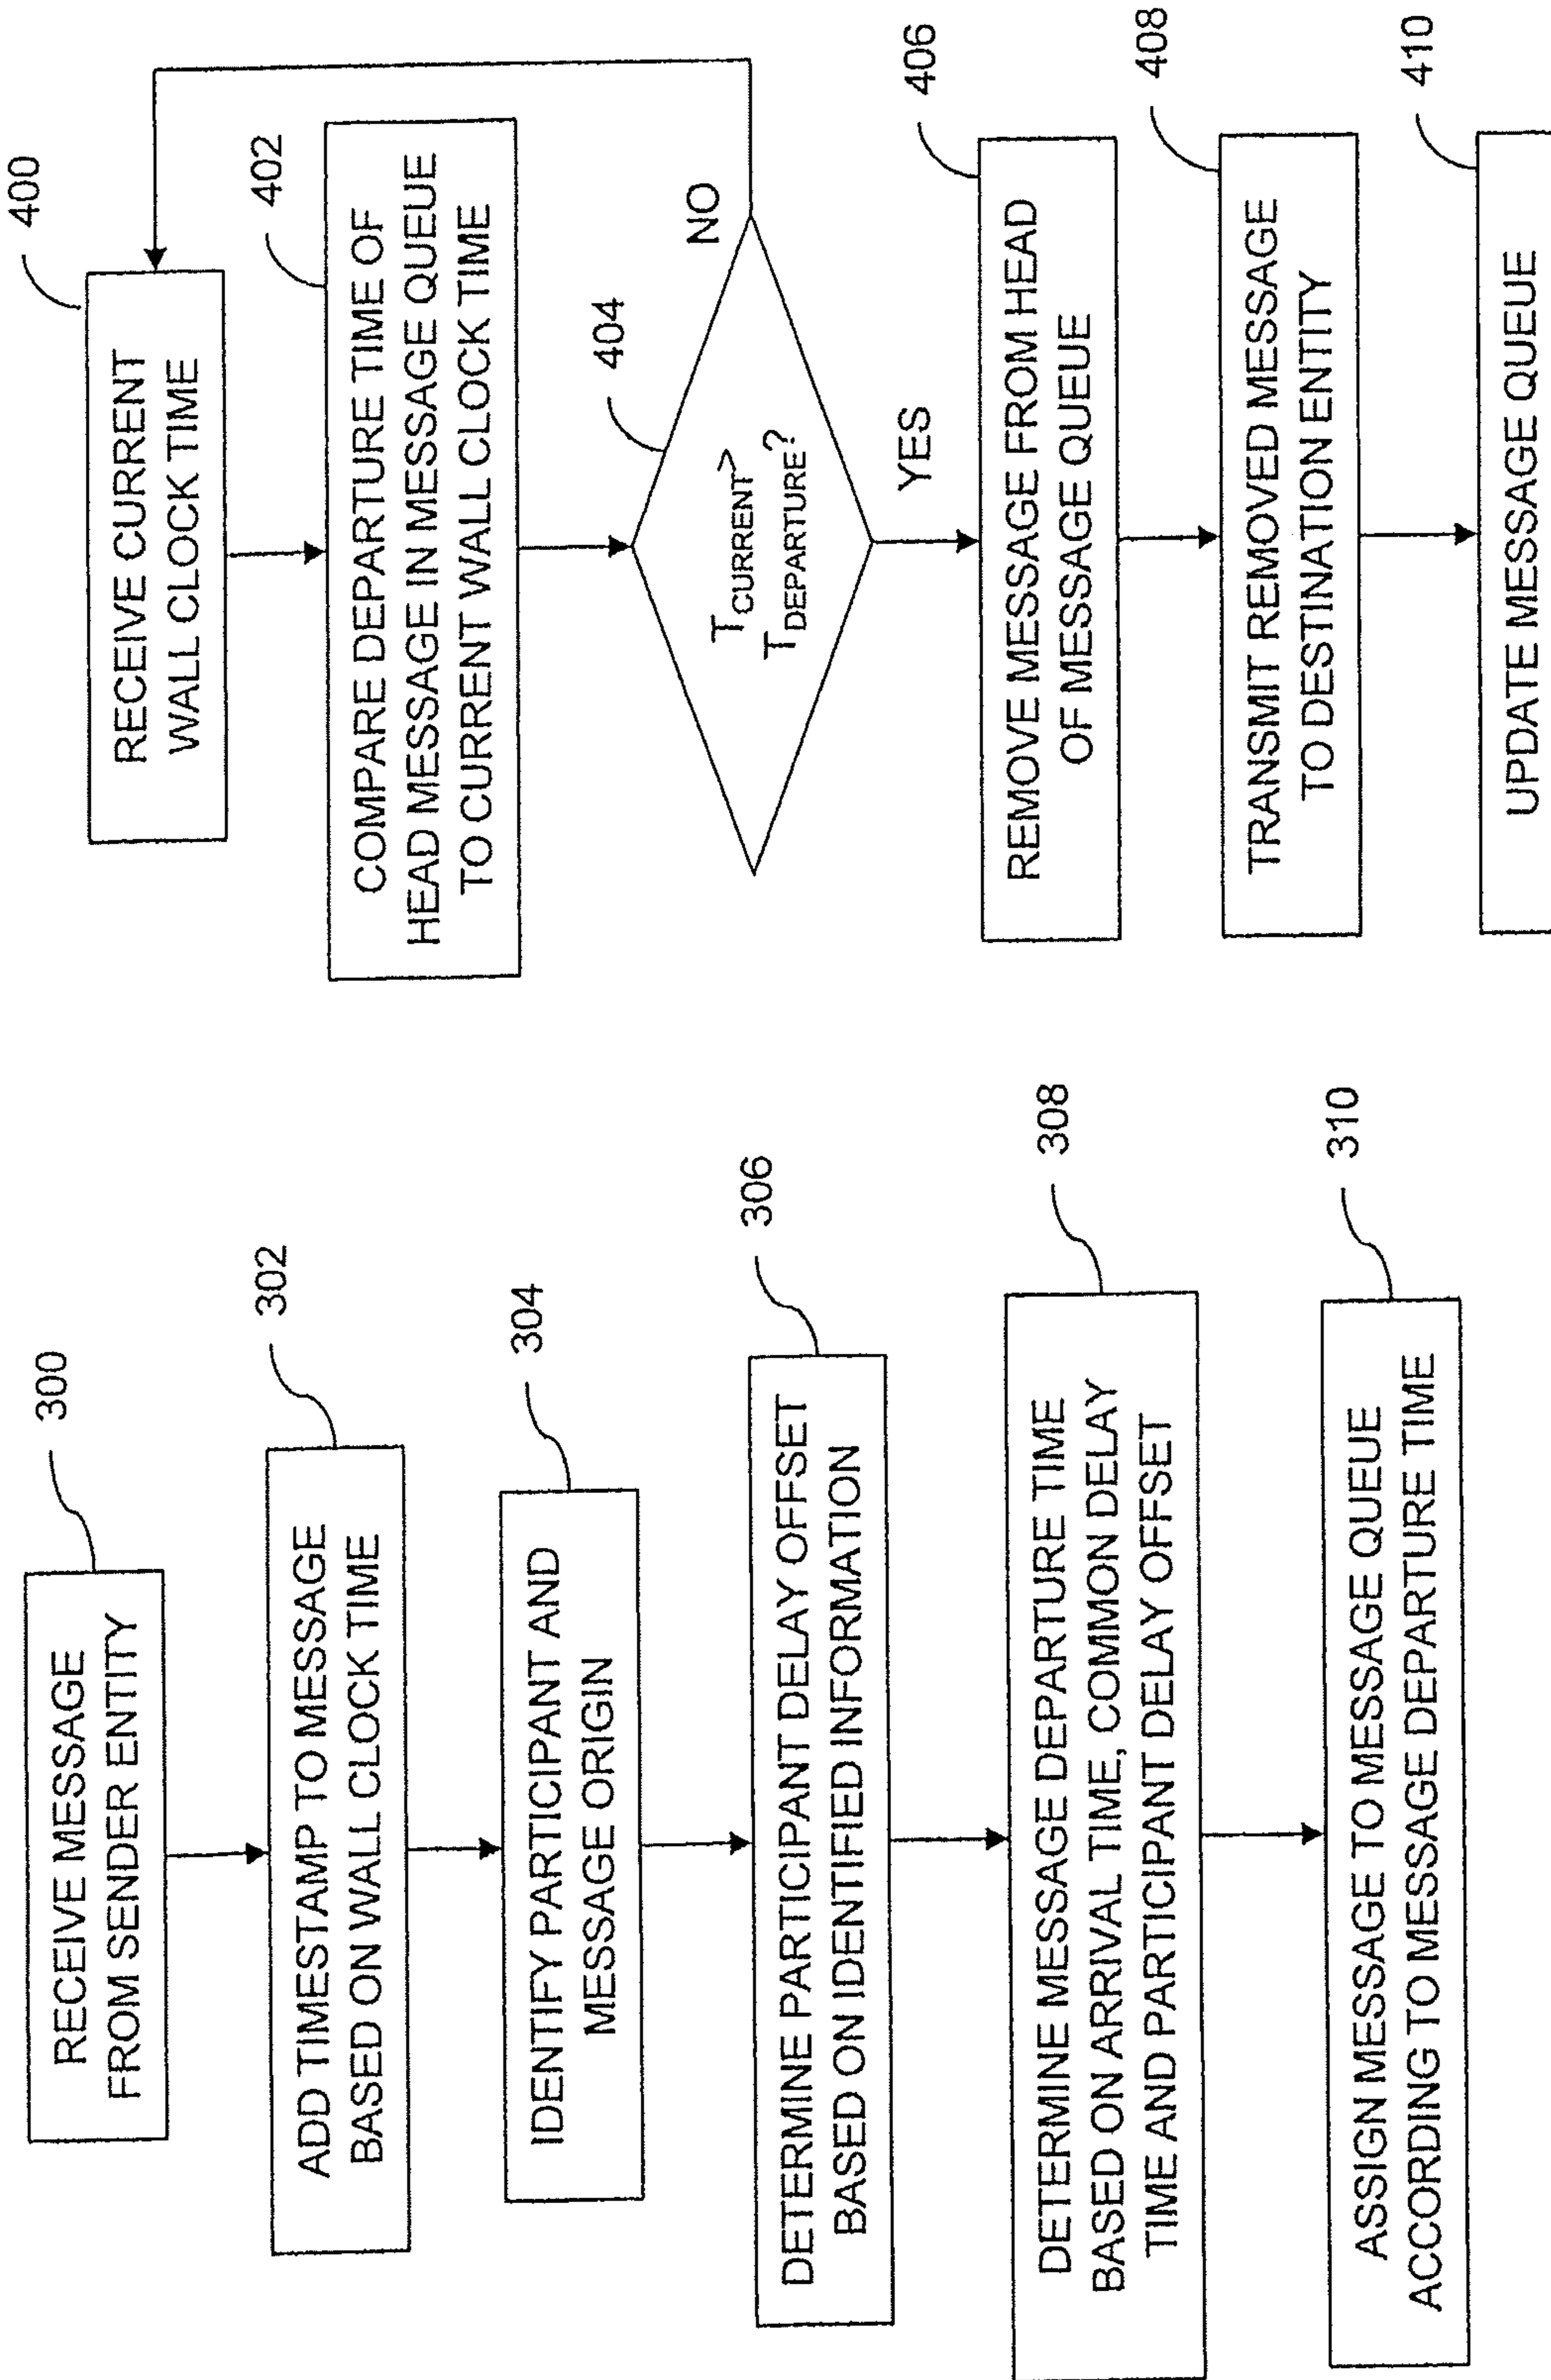 300
RECEIVE MESSAGE
FROM SENDER ENTITY
302
ADD TIMESTAMP TO MESSAGE
BASED ON WALL CLOCK TIME
304
IDENTIFY PARTICIPANT AND
MESSAGE ORIGIN
306
DETERMINE PARTICIPANT DELAY OFFSET
BASED ON IDENTIFIED INFORMATION
308
DETERMINE MESSAGE DEPARTURE TIME
BASED ON ARRIVAL TIME, COMMON DELAY
TIME AND PARTICIPANT DELAY OFFSET
310
ASSIGN MESSAGE TO MESSAGE QUEUE
ACCORDING TO MESSAGE DEPARTURE TIME
400
RECEIVE CURRENT
WALL CLOCK TIME
402
COMPARE DEPARTURE TIME OF
HEAD MESSAGE IN MESSAGE QUEUE
TO CURRENT WALL CLOCK TIME
404
NO
TCURRENT>
TDEPARTURE?
YES
406
REMOVE MESSAGE FROM HEAD
OF MESSAGE QUEUE
408
TRANSMIT REMOVED MESSAGE
TO DESTINATION ENTITY
410
UPDATE MESSAGE QUEUE